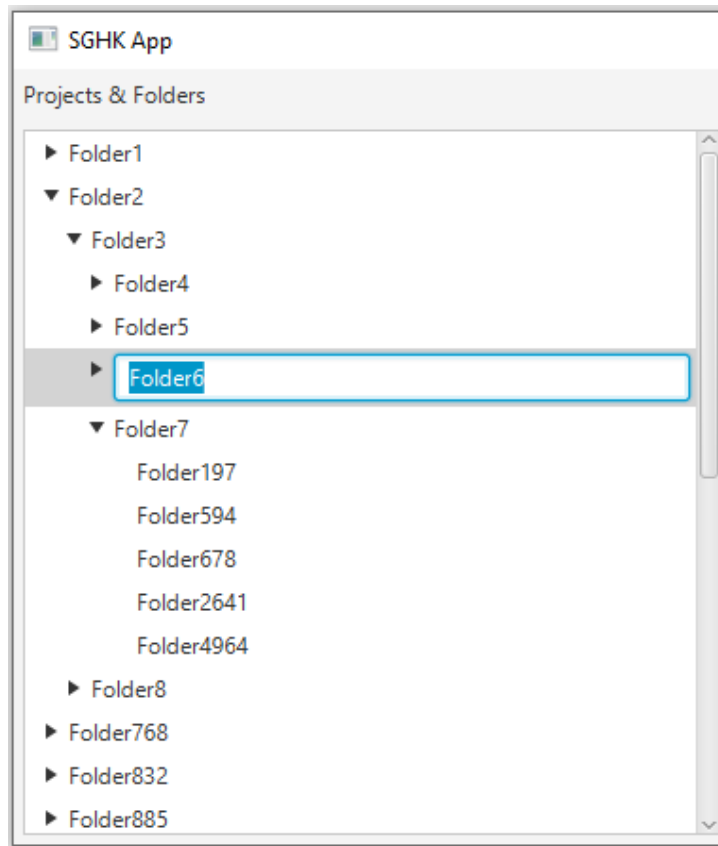 SGHK App
Projects & Folders
Folder1
Folder2
Folder3
Folder4
Folder5
Folder6
Folder7
Folder197
Folder594
Folder678
Folder2641
Folder4964
Folder8
Folder768
Folder832
Folder885